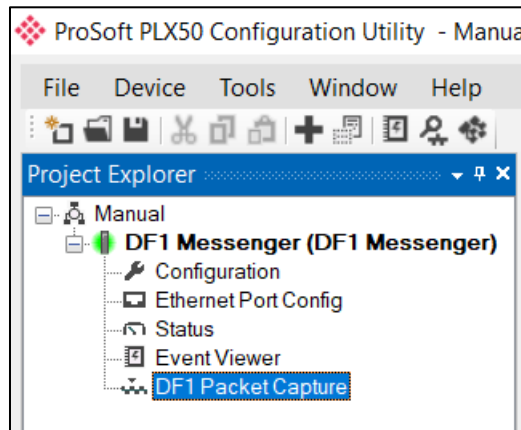 ProSoft PLX50 Configuration Utility - Manua
File Device Tools Window Help
Project Explorer
Manual
DF1 Messenger (DF1 Messenger)
Configuration
Ethernet Port Config
Status
Event Viewer
DF1 Packet Capture